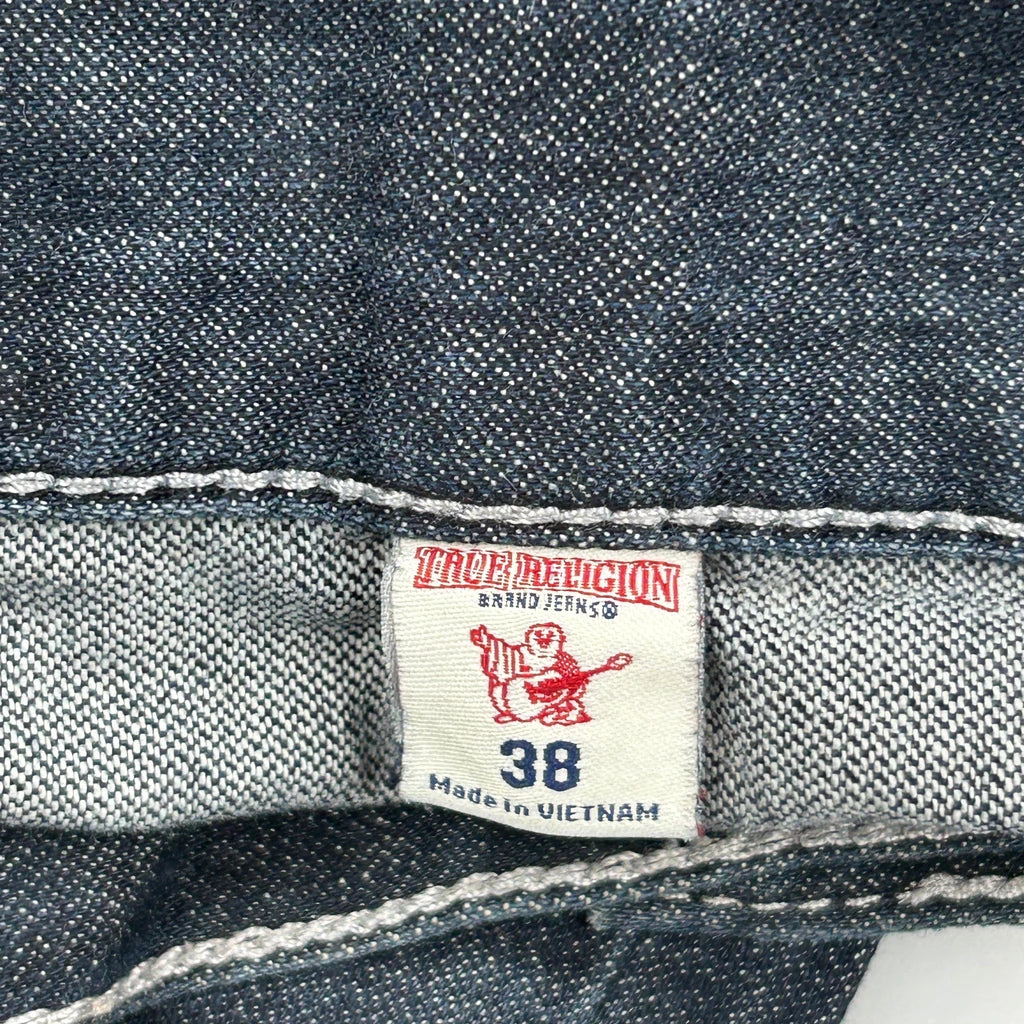 TRUE RELIGION
BRAND JEANS®
38
Made in VIETNAM